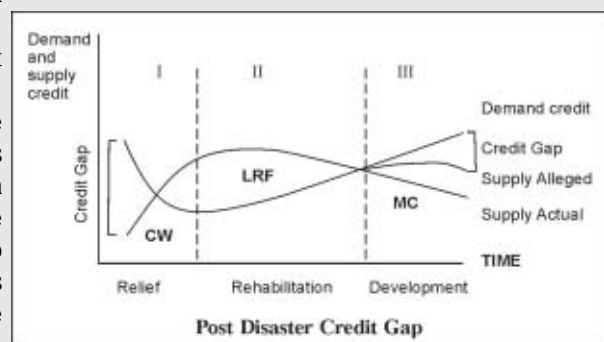 Demand
and
supply
credit
I
II
III
Demand credit
Credit Gap
Supply Alleged
Supply Actual
Credit Gap
LRF
CW
MC
TIME
Relief
Rehabilitation
Development
Post Disaster Credit Gap